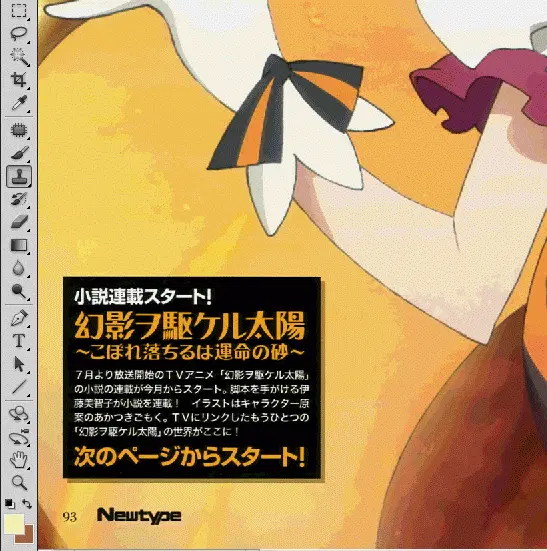 小説連載スタート!
幻影ヲ駆ケル太陽
〜こぼれ落ちるは運命の砂〜
7月より放送開始のTVアニメ「幻影ヲ駆ケル太陽」
の小説の連載が今月からスタート。脚本を手がける伊
藤美智子が小説を連載! イラストはキャラクター原
案のあかつきごもく。TVにリンクしたもうひとつの
「幻影ヲ駆ケル太陽」の世界がここに!
次のページからスタート!
93 Newtype
T